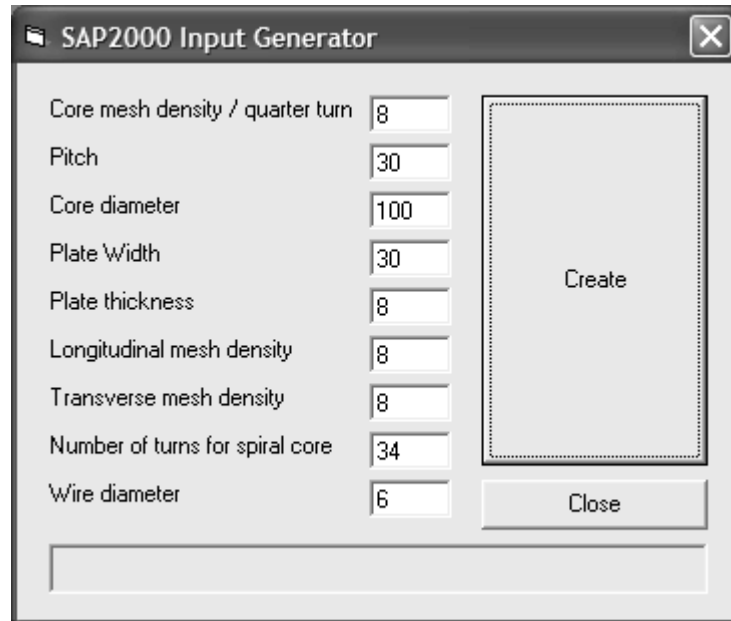 SAP2000 Input Generator
Core mesh density / quarter turn 8
Pitch 30
Core diameter 100
Plate Width 30
Plate thickness 8
Longitudinal mesh density 8
Transverse mesh density 8
Number of turns for spiral core 34
Wire diameter 6
Create
Close